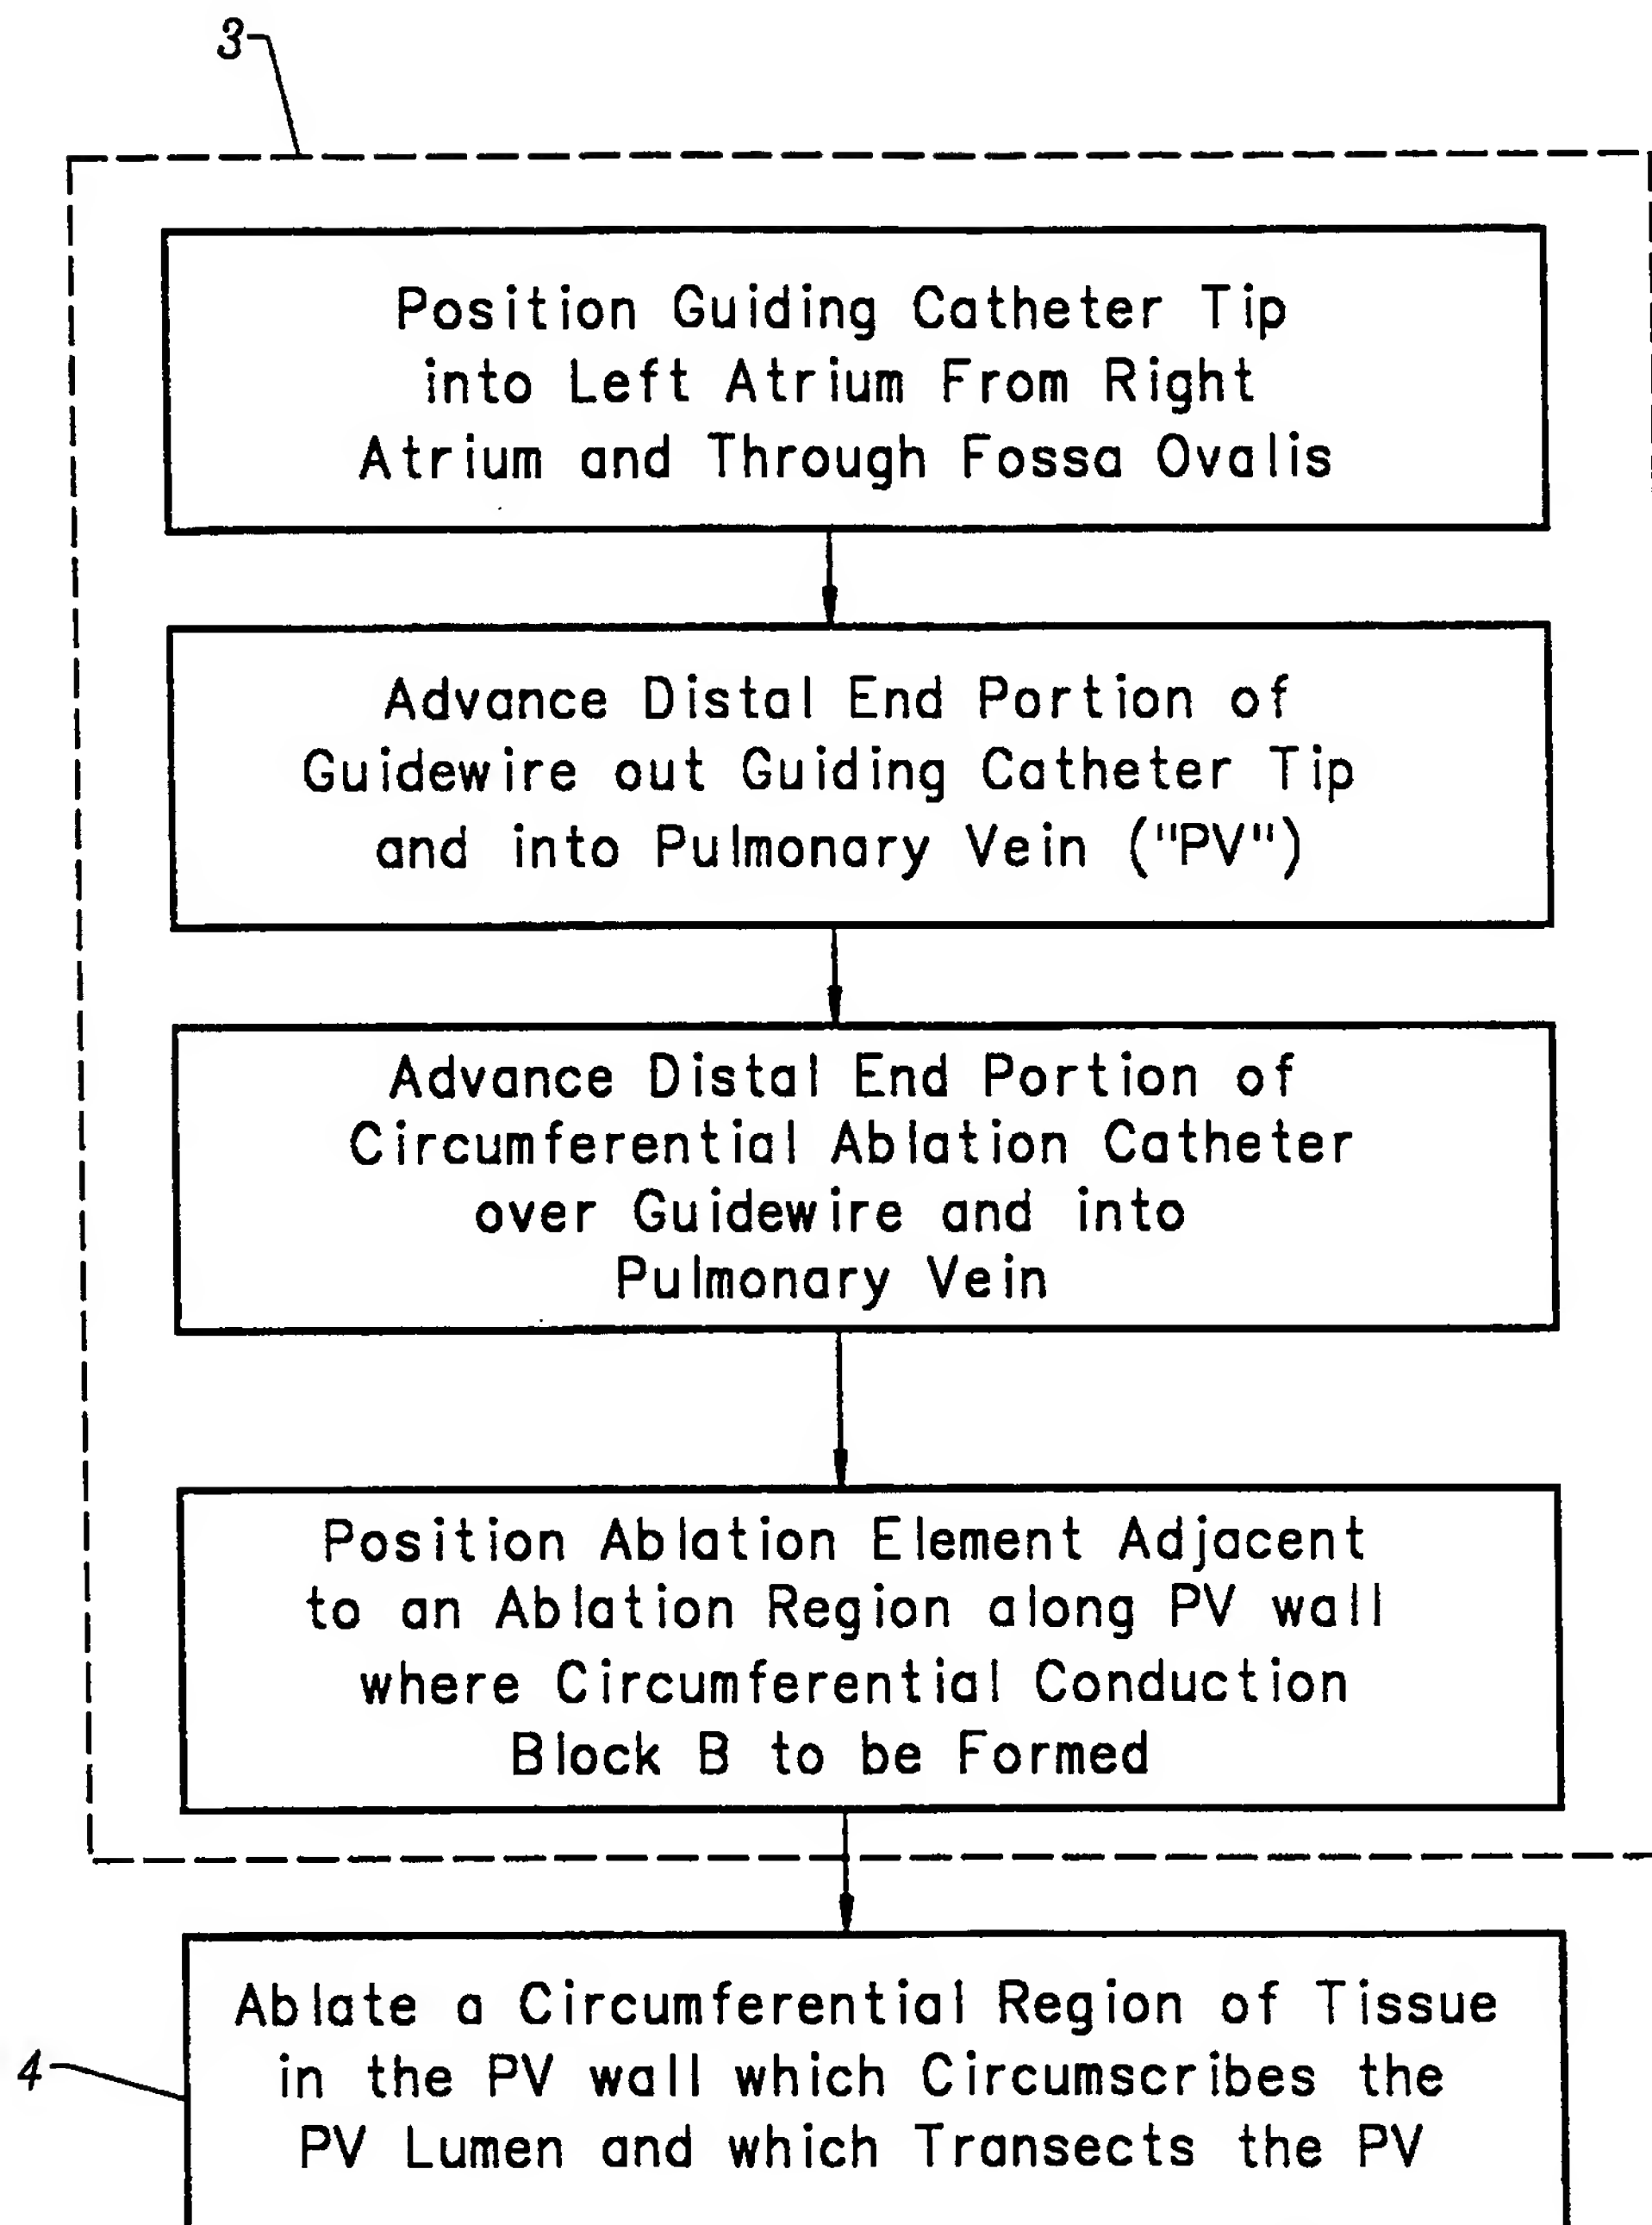 3
Position Guiding Catheter Tip
into Left Atrium From Right
Atrium and Through Fossa Ovalis
Advance Distal End Portion of
Guidewire out Guiding Catheter Tip
and into Pulmonary Vein ("PV")
Advance Distal End Portion of
Circumferential Ablation Catheter
over Guidewire and into
Pulmonary Vein
Position Ablation Element Adjacent
to an Ablation Region along PV wall
where Circumferential Conduction
Block B to be Formed
4
Ablate a Circumferential Region of Tissue
in the PV wall which Circumscribes the
PV Lumen and which Transects the PV